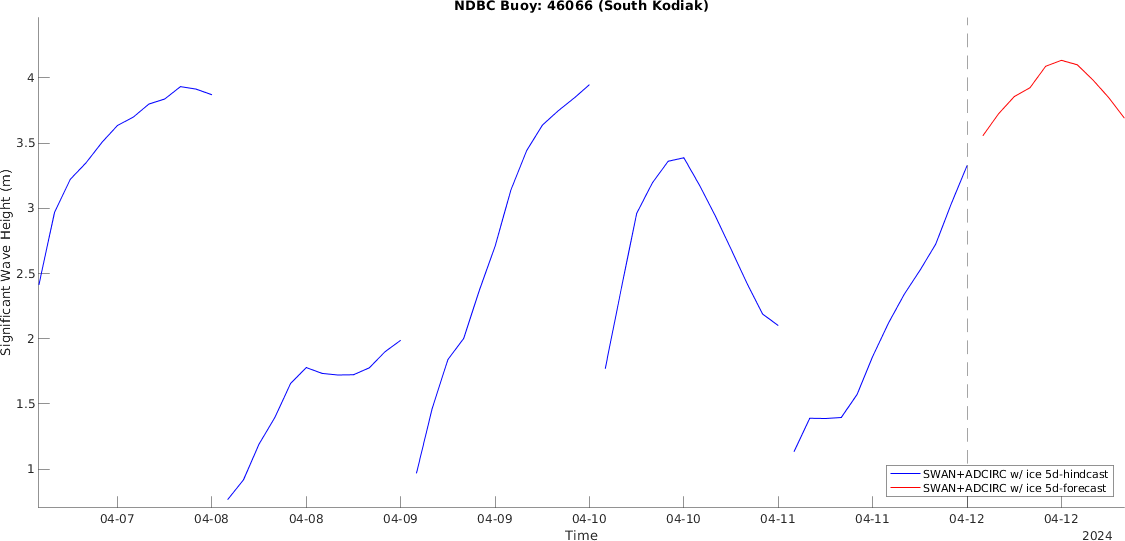 NDBC Buoy: 46066 (South Kodiak)
Significant Wave Height (m)
4
3.5
3
2.5
2
1.5
1
SWAN+ADCIRC w/ ice 5d-hindcast
SWAN+ADCIRC w/ ice 5d-forecast
04-07 04-08 04-08 04-09 04-09 04-10 04-10 04-11 04-11 04-12 04-12
Time
2024